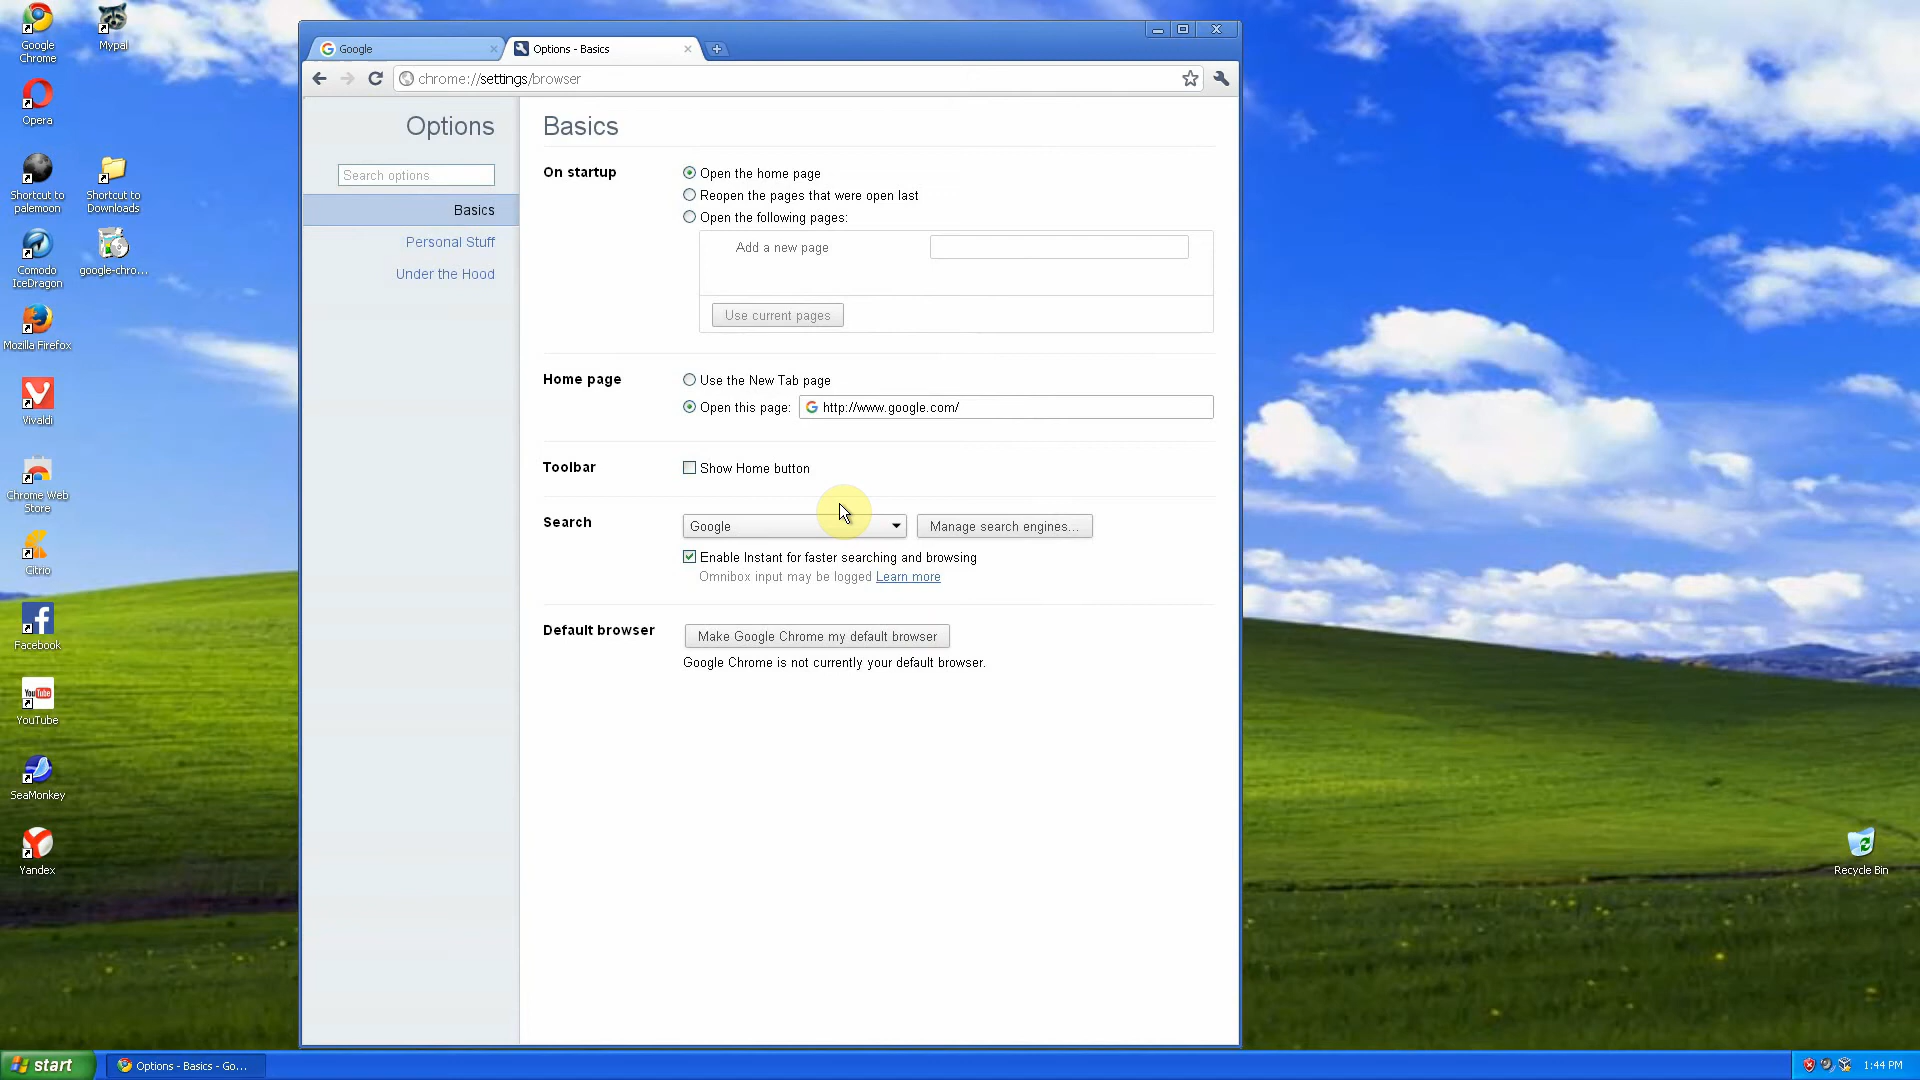 Google Chrome
Mypal
Opera
Shortcut to palemoon
Shortcut to Downloads
Comodo IceDragon
google-chro...
Mozilla Firefox
Vivaldi
Chrome Web Store
Citrio
Facebook
YouTube
YouTube
SeaMonkey
Yandex
Google
Options - Basics
chrome://settings/browser
Options
Search options
Basics
Personal Stuff
Under the Hood
Basics
On startup
Open the home page
Reopen the pages that were open last
Open the following pages:
Add a new page
Use current pages
Home page
Use the New Tab page
Open this page: http://www.google.com/
Toolbar
Show Home button
Search
Google
Manage search engines...
Enable Instant for faster searching and browsing
Omnibox input may be logged Learn more
Default browser
Make Google Chrome my default browser
Google Chrome is not currently your default browser.
Recycle Bin
start
Options - Basics - Go...
1:44 PM